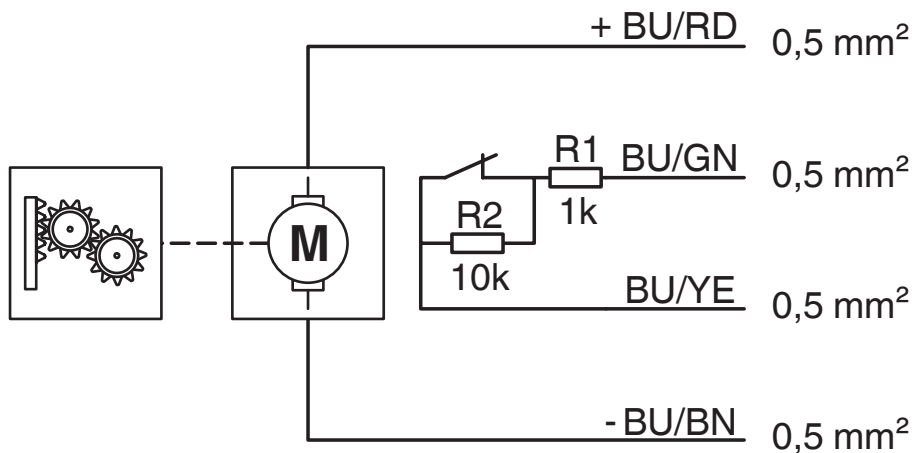 + BU/RD 0,5 mm²
R1 BU/GN 0,5 mm²
1k
R2
10k
M
BU/YE 0,5 mm²
- BU/BN 0,5 mm²